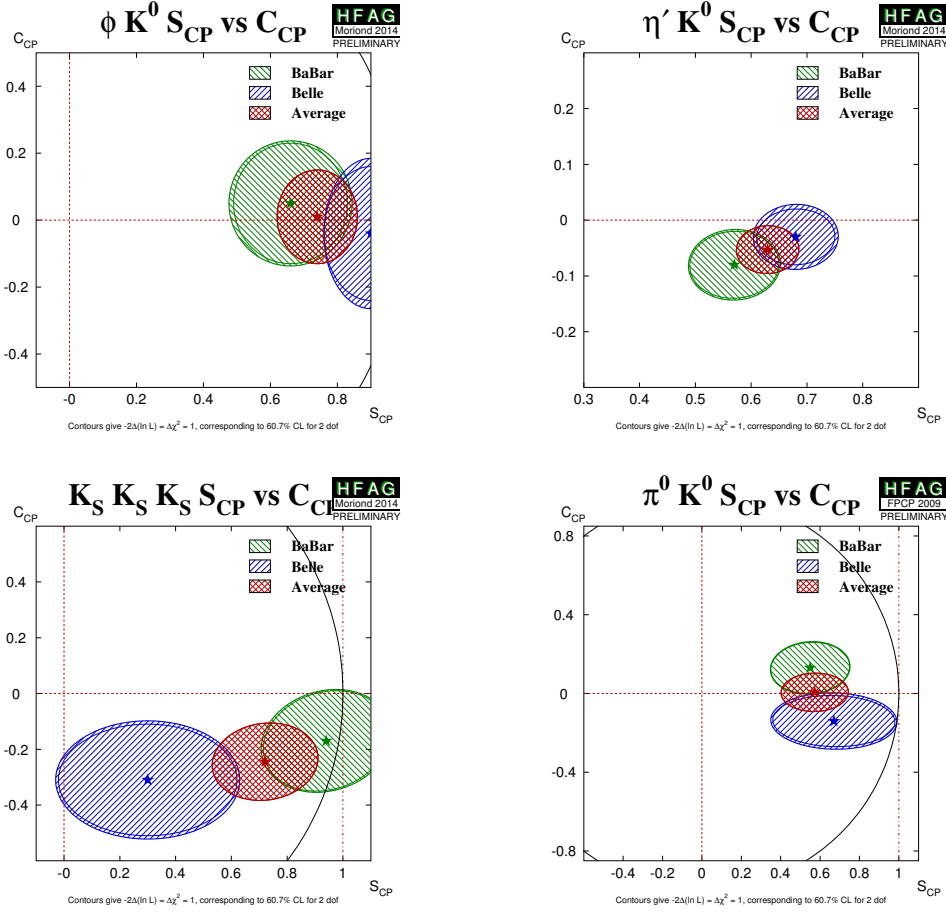 ϕ K⁰ S_CP vs C_CP
HFAG
Moriond 2014
PRELIMINARY
C_CP
BaBar
Belle
Average
0.4
0.2
0
-0.2
-0.4
-0 0.2 0.4 0.6 0.8
S_CP
Contours give -2Δ(ln L) = Δχ² = 1, corresponding to 60.7% CL for 2 dof
η′ K⁰ S_CP vs C_CP
HFAG
Moriond 2014
PRELIMINARY
C_CP
BaBar
Belle
Average
0.2
0.1
0
-0.1
-0.2
0.3 0.4 0.5 0.6 0.7 0.8
S_CP
Contours give -2Δ(ln L) = Δχ² = 1, corresponding to 60.7% CL for 2 dof
K_S K_S K_S S_CP vs C_CP
HFAG
Moriond 2014
PRELIMINARY
C_CP
BaBar
Belle
Average
0.4
0.2
0
-0.2
-0.4
-0 0.2 0.4 0.6 0.8 1
S_CP
Contours give -2Δ(ln L) = Δχ² = 1, corresponding to 60.7% CL for 2 dof
π⁰ K⁰ S_CP vs C_CP
HFAG
FPCP 2009
PRELIMINARY
C_CP
BaBar
Belle
Average
0.8
0.4
0
-0.4
-0.8
-0.4 -0.2 -0 0.2 0.4 0.6 0.8 1
S_CP
Contours give -2Δ(ln L) = Δχ² = 1, corresponding to 60.7% CL for 2 dof